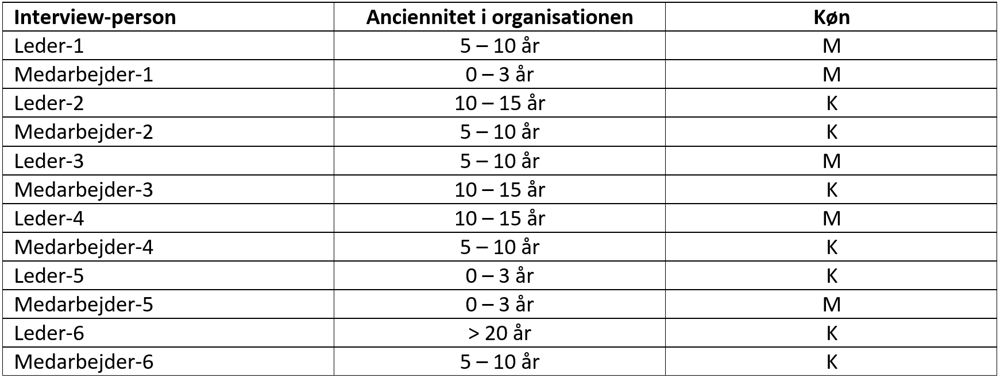 Interview-person Anciennitet i organisationen Køn
Leder-1 5 – 10 år M
Medarbejder-1 0 – 3 år M
Leder-2 10 – 15 år K
Medarbejder-2 5 – 10 år K
Leder-3 5 – 10 år M
Medarbejder-3 10 – 15 år K
Leder-4 10 – 15 år M
Medarbejder-4 5 – 10 år K
Leder-5 0 – 3 år K
Medarbejder-5 0 – 3 år M
Leder-6 > 20 år K
Medarbejder-6 5 – 10 år K